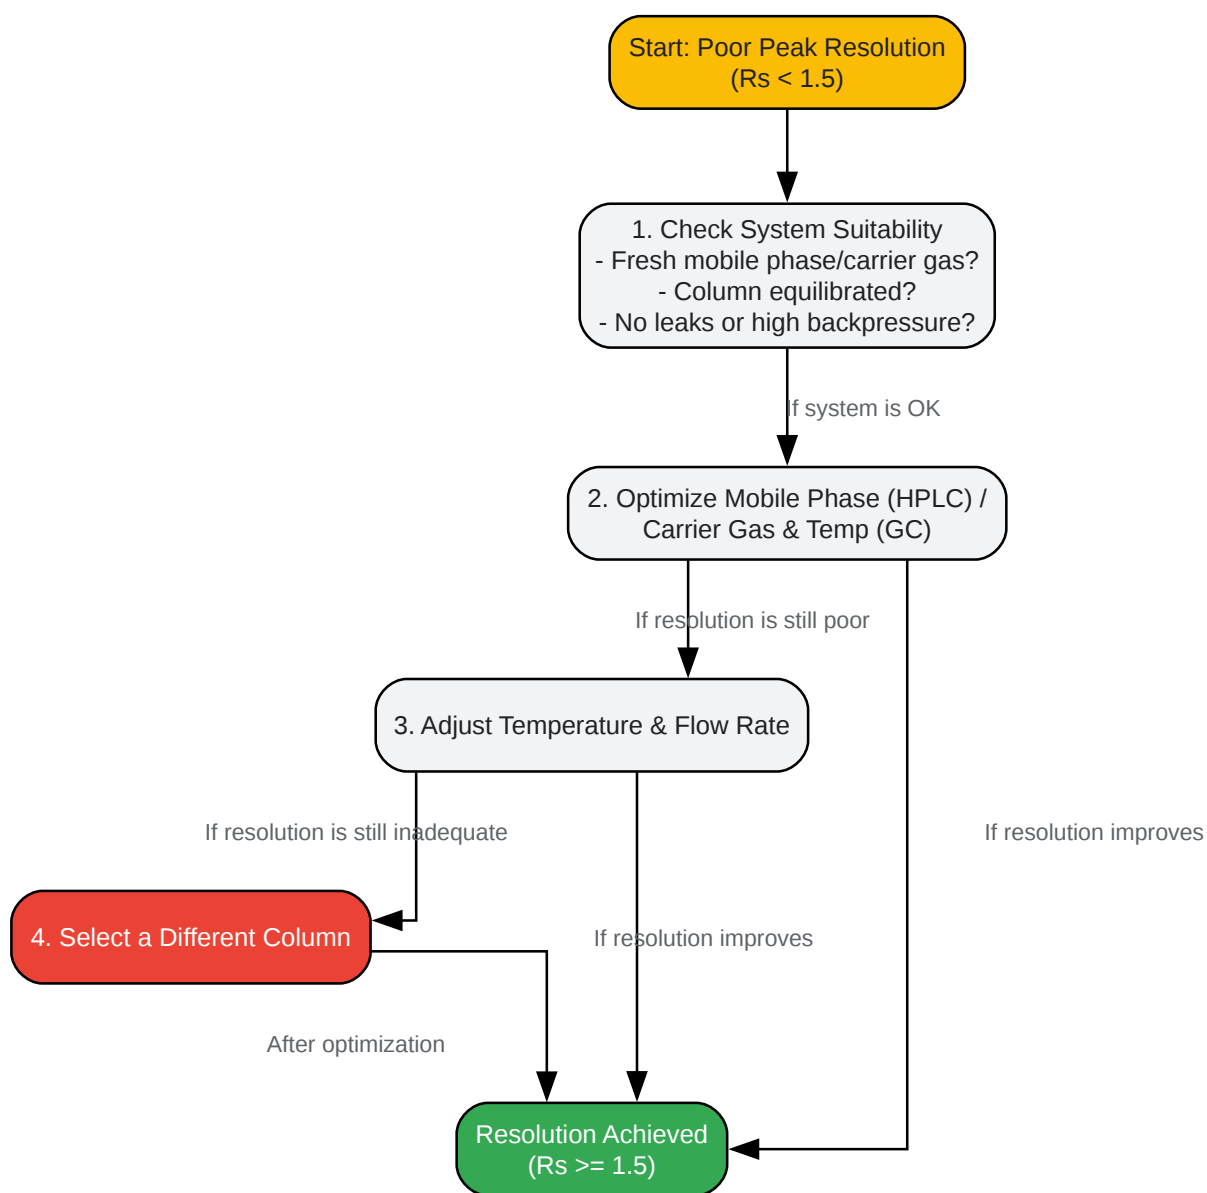 Start: Poor Peak Resolution
(Rs < 1.5)
1. Check System Suitability
- Fresh mobile phase/carrier gas?
- Column equilibrated?
- No leaks or high backpressure?
If system is OK
2. Optimize Mobile Phase (HPLC) /
Carrier Gas & Temp (GC)
If resolution is still poor
3. Adjust Temperature & Flow Rate
If resolution is still inadequate
If resolution improves
4. Select a Different Column
If resolution improves
After optimization
Resolution Achieved
(Rs >= 1.5)